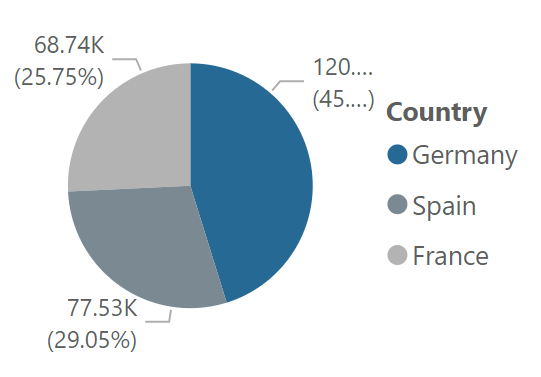 68.74K
(25.75%)
120....
(45....)
Country
Germany
Spain
France
77.53K
(29.05%)